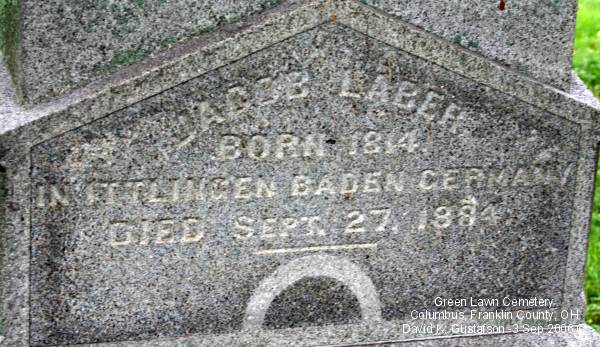 JACOB LABER
BORN 1814.
IN ITTLINGEN BADEN GERMANY
DIED SEPT. 27, 1884.
Green Lawn Cemetery
Columbus, Franklin County, OH
David K. Gustafson 3 Sep 2006